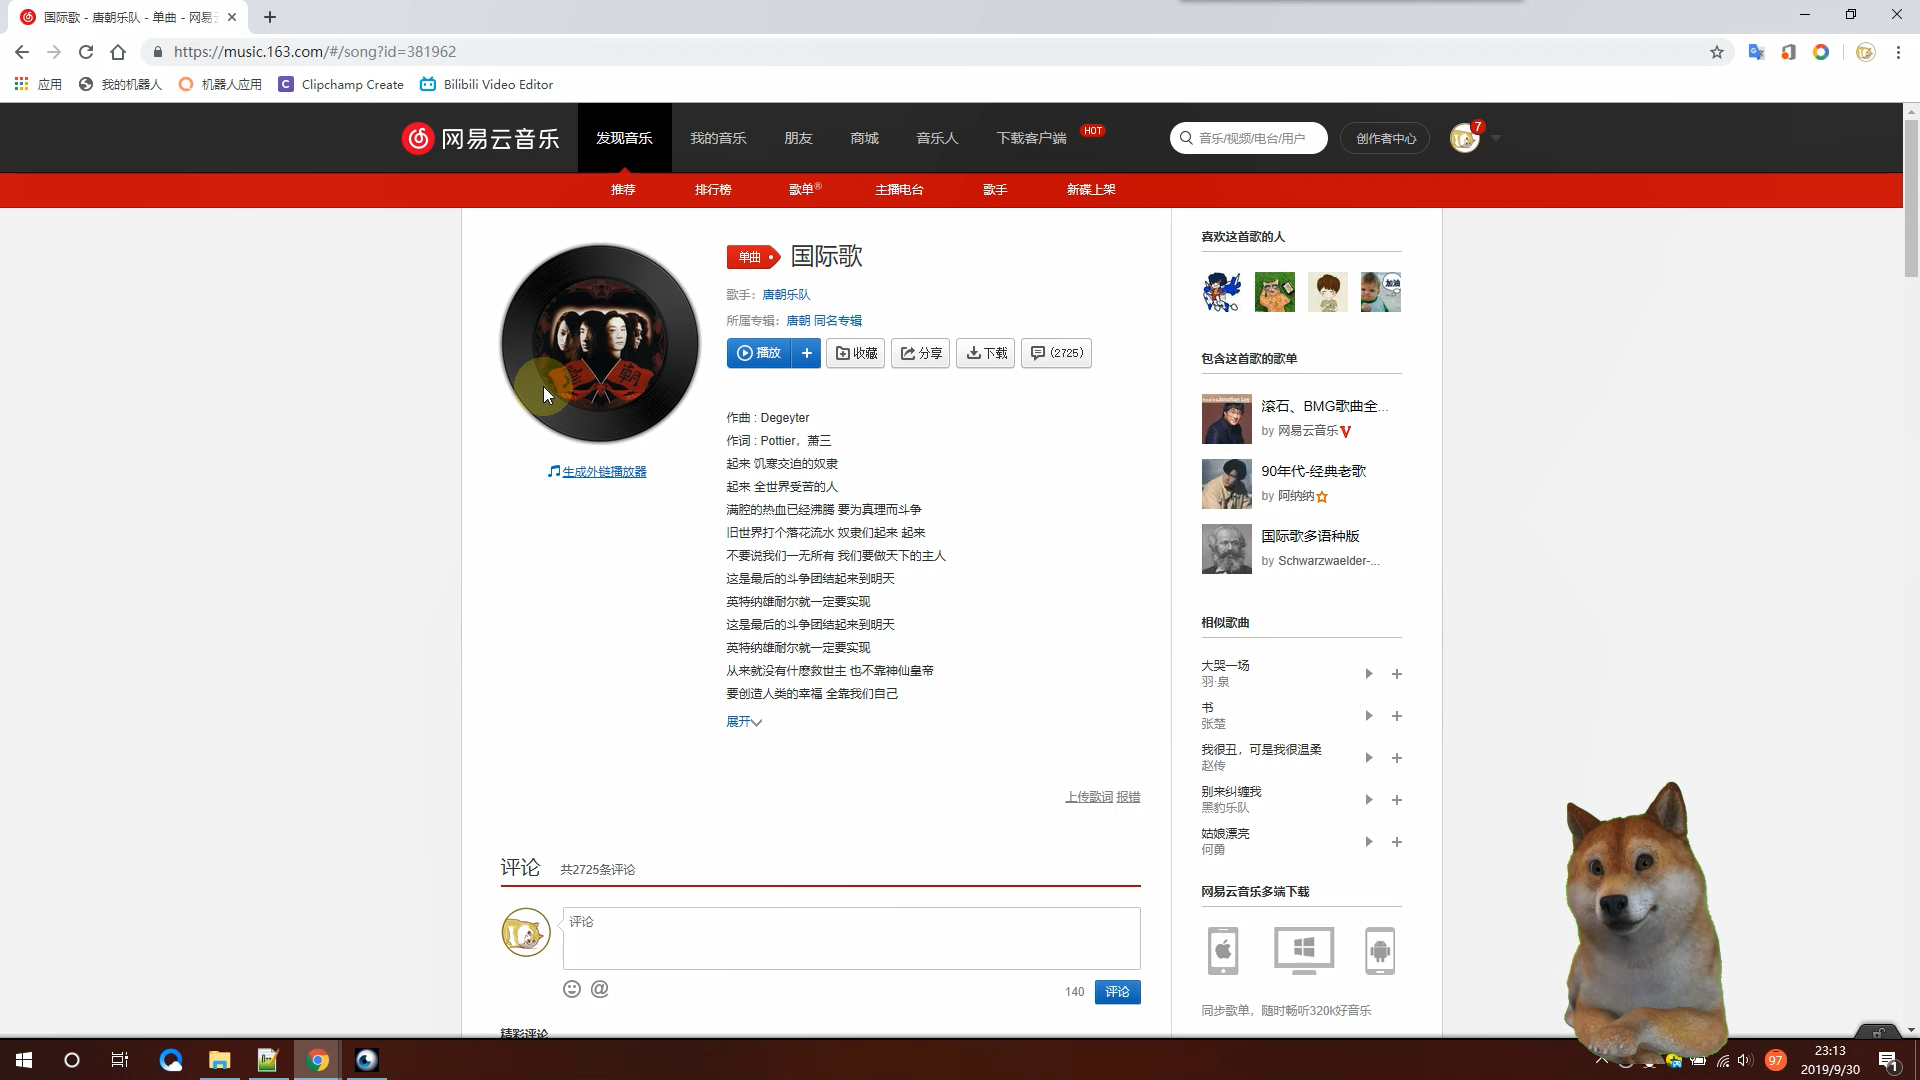 国际歌 - 唐朝乐队 - 单曲 - 网易
https://music.163.com/#/song?id=381962
应用 我的机器人 机器人应用 Clipchamp Create Bilibili Video Editor
网易云音乐 发现音乐 我的音乐 朋友 商城 音乐人 下载客户端 HOT 音乐/视频/电台/用户 创作者中心 7
推荐 排行榜 歌单® 主播电台 歌手 新碟上架
单曲 国际歌
歌手：唐朝乐队
所属专辑：唐朝 同名专辑
播放 + 收藏 分享 下载 (2725)
生成外链播放器
作曲 : Degeyter
作词 : Pottier，萧三
起来 饥寒交迫的奴隶
起来 全世界受苦的人
满腔的热血已经沸腾 要为真理而斗争
旧世界打个落花流水 奴隶们起来 起来
不要说我们一无所有 我们要做天下的主人
这是最后的斗争团结起来到明天
英特纳雄耐尔就一定要实现
这是最后的斗争团结起来到明天
英特纳雄耐尔就一定要实现
从来就没有什麽救世主 也不靠神仙皇帝
要创造人类的幸福 全靠我们自己
展开
上传歌词 报错
评论 共2725条评论
评论
140 评论
精彩评论
喜欢这首歌的人
加油
包含这首歌的歌单
滚石、BMG歌曲全...
by 网易云音乐
90年代-经典老歌
by 阿纳纳
国际歌多语种版
by Schwarzwaelder-...
相似歌曲
大哭一场
羽·泉
书
张楚
我很丑，可是我很温柔
赵传
别来纠缠我
黑豹乐队
姑娘漂亮
何勇
网易云音乐多端下载
同步歌单，随时畅听320k好音乐
97
23:13
2019/9/30
1